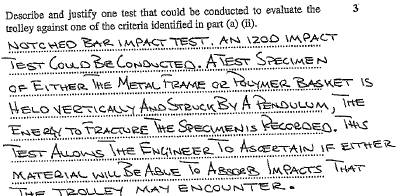 Describe and justify one test that could be conducted to evaluate the 3
trolley against one of the criteria identified in part (a) (ii).
NOTCHED BAR IMPACT TEST. AN IZOD IMPACT
TEST COULD BE CONDUCTED. A TEST SPECIMEN
OF EITHER THE METAL FRAME OR POLYMER BASKET IS
HELD VERTICALLY AND STRUCK BY A PENDULUM, THE
ENERGY TO FRACTURE THE SPECIMEN IS RECORDED. THIS
TEST ALLOWS THE ENGINEER TO ASCERTAIN IF EITHER
MATERIAL WILL BE ABLE TO ABSORB IMPACTS THAT
THE TROLLEY MAY ENCOUNTER.